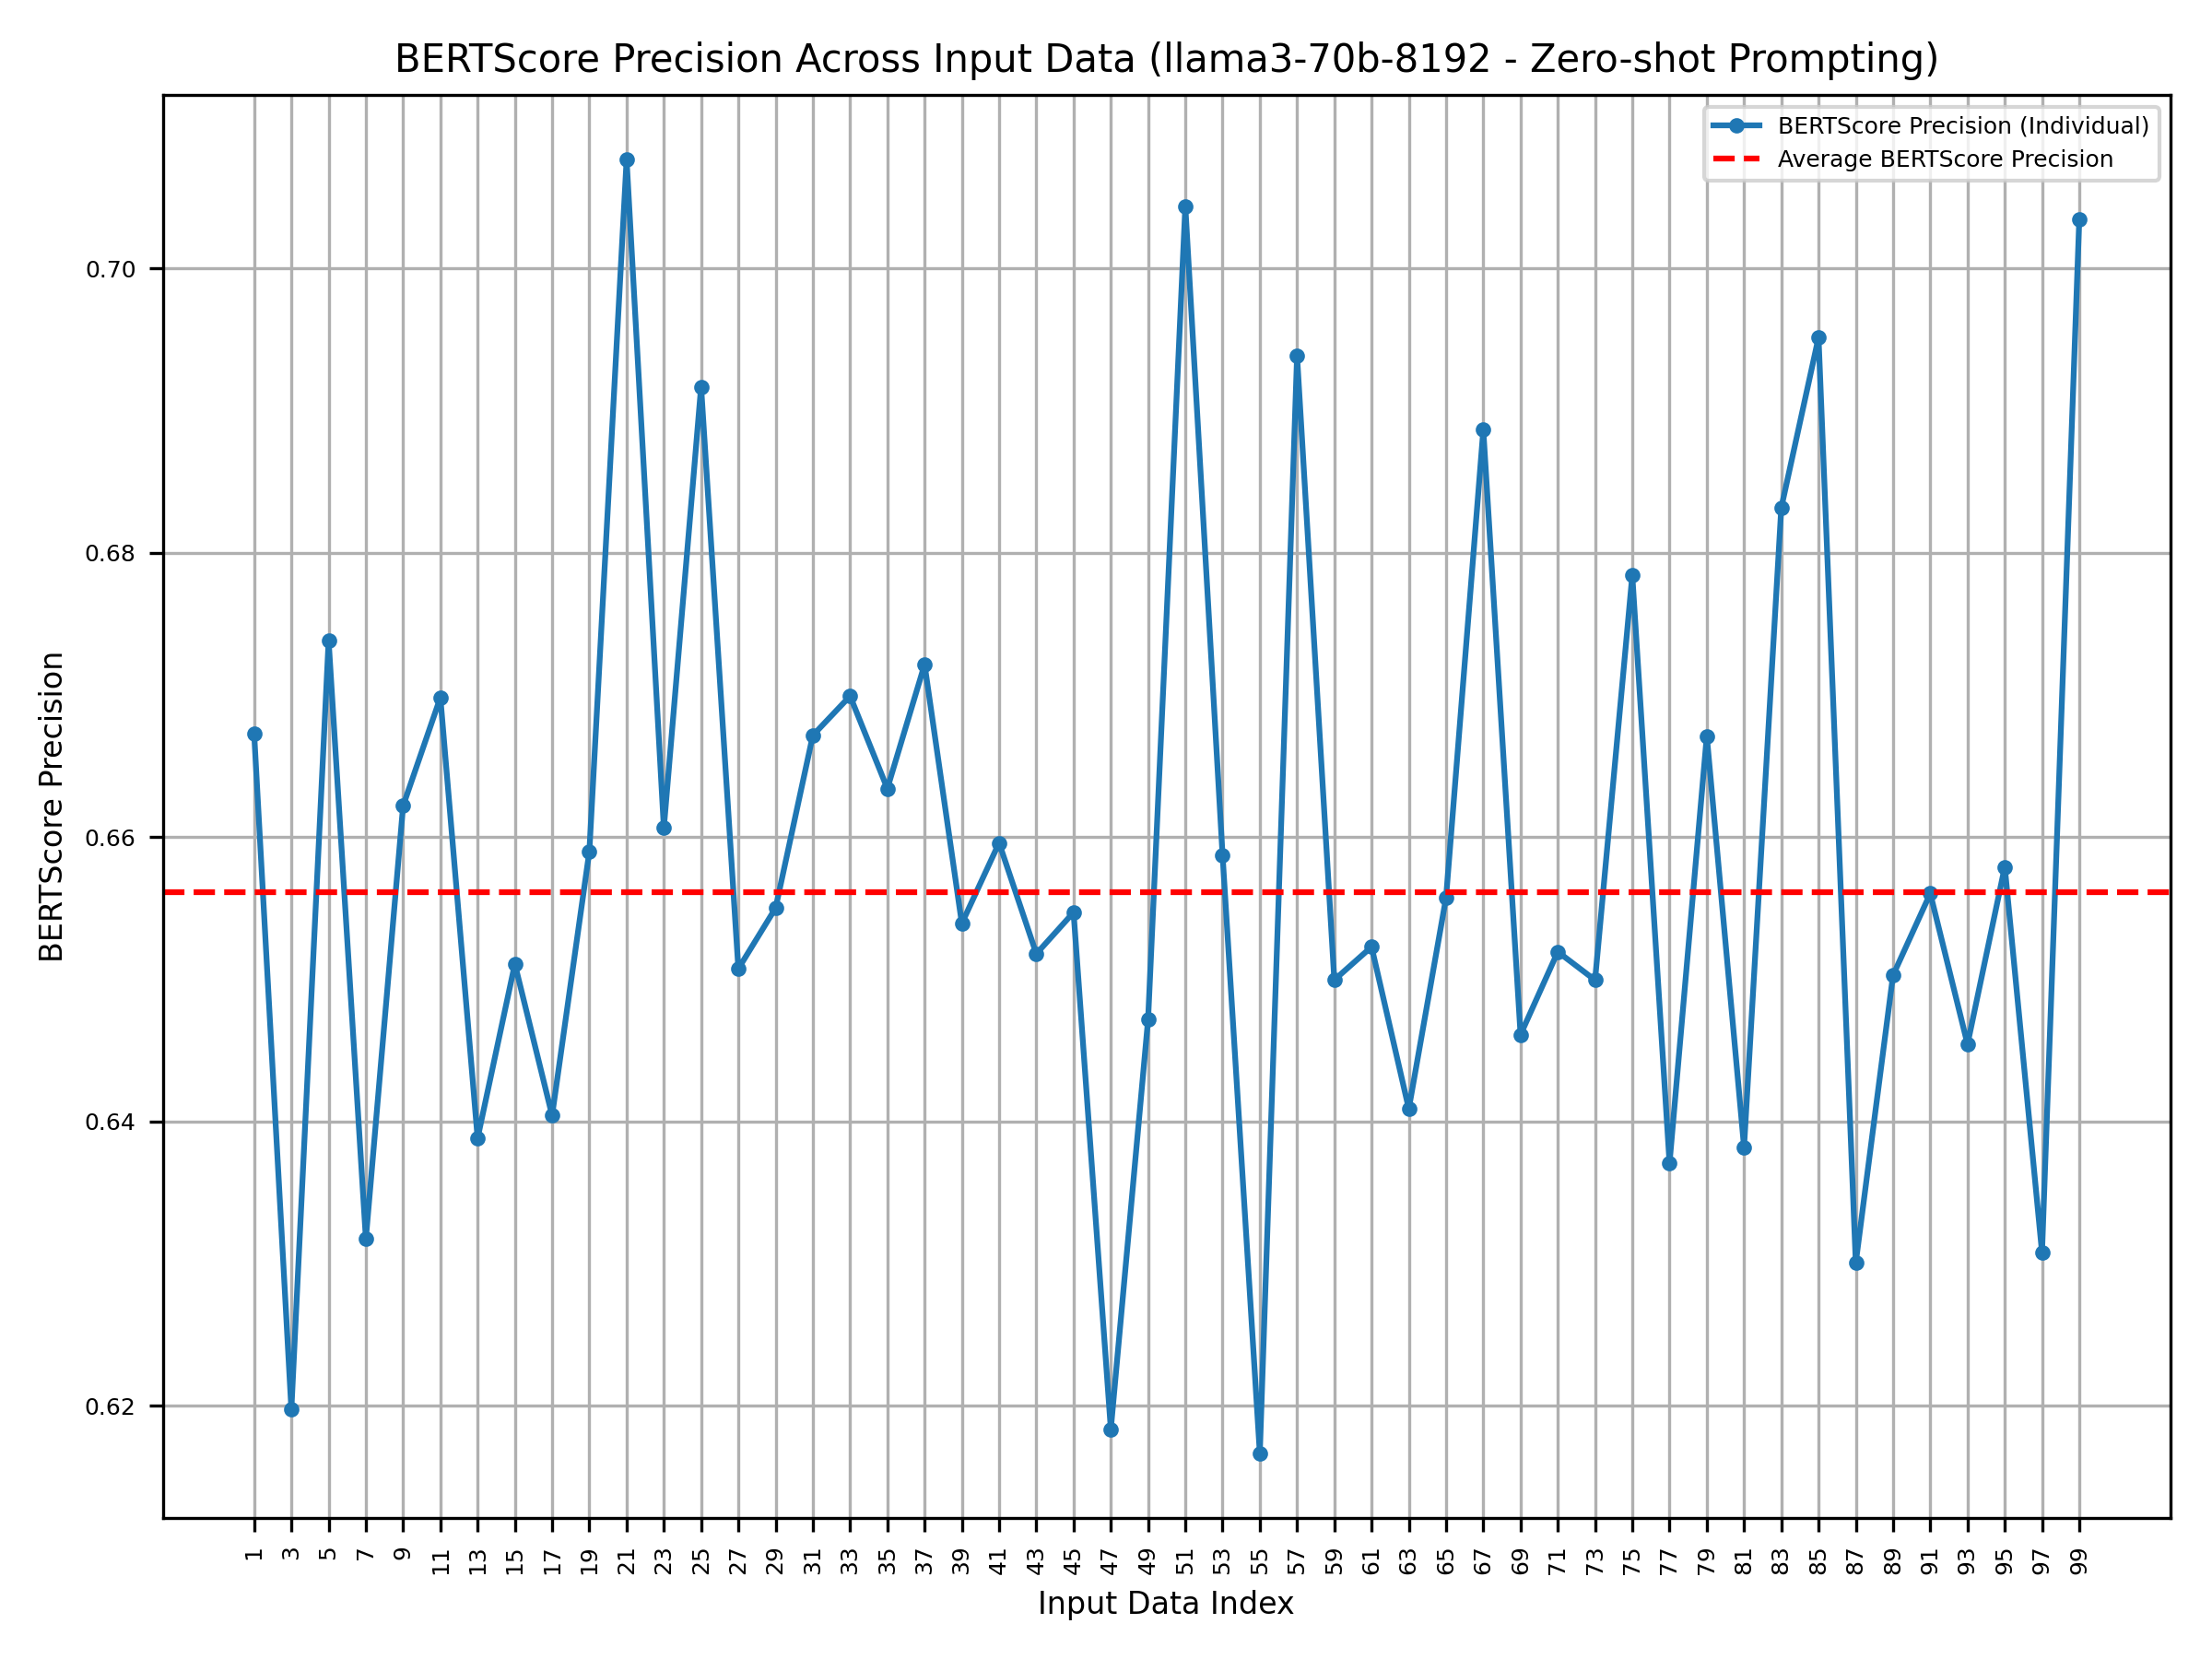 BERTScore Precision Across Input Data (llama3-70b-8192 - Zero-shot Prompting)
BERTScore Precision (Individual)
Average BERTScore Precision
0.70
0.68
0.66
0.64
0.62
BERTScore Precision
1 3 5 7 9 11 13 15 17 19 21 23 25 27 29 31 33 35 37 39 41 43 45 47 49 51 53 55 57 59 61 63 65 67 69 71 73 75 77 79 81 83 85 87 89 91 93 95 97 99
Input Data Index